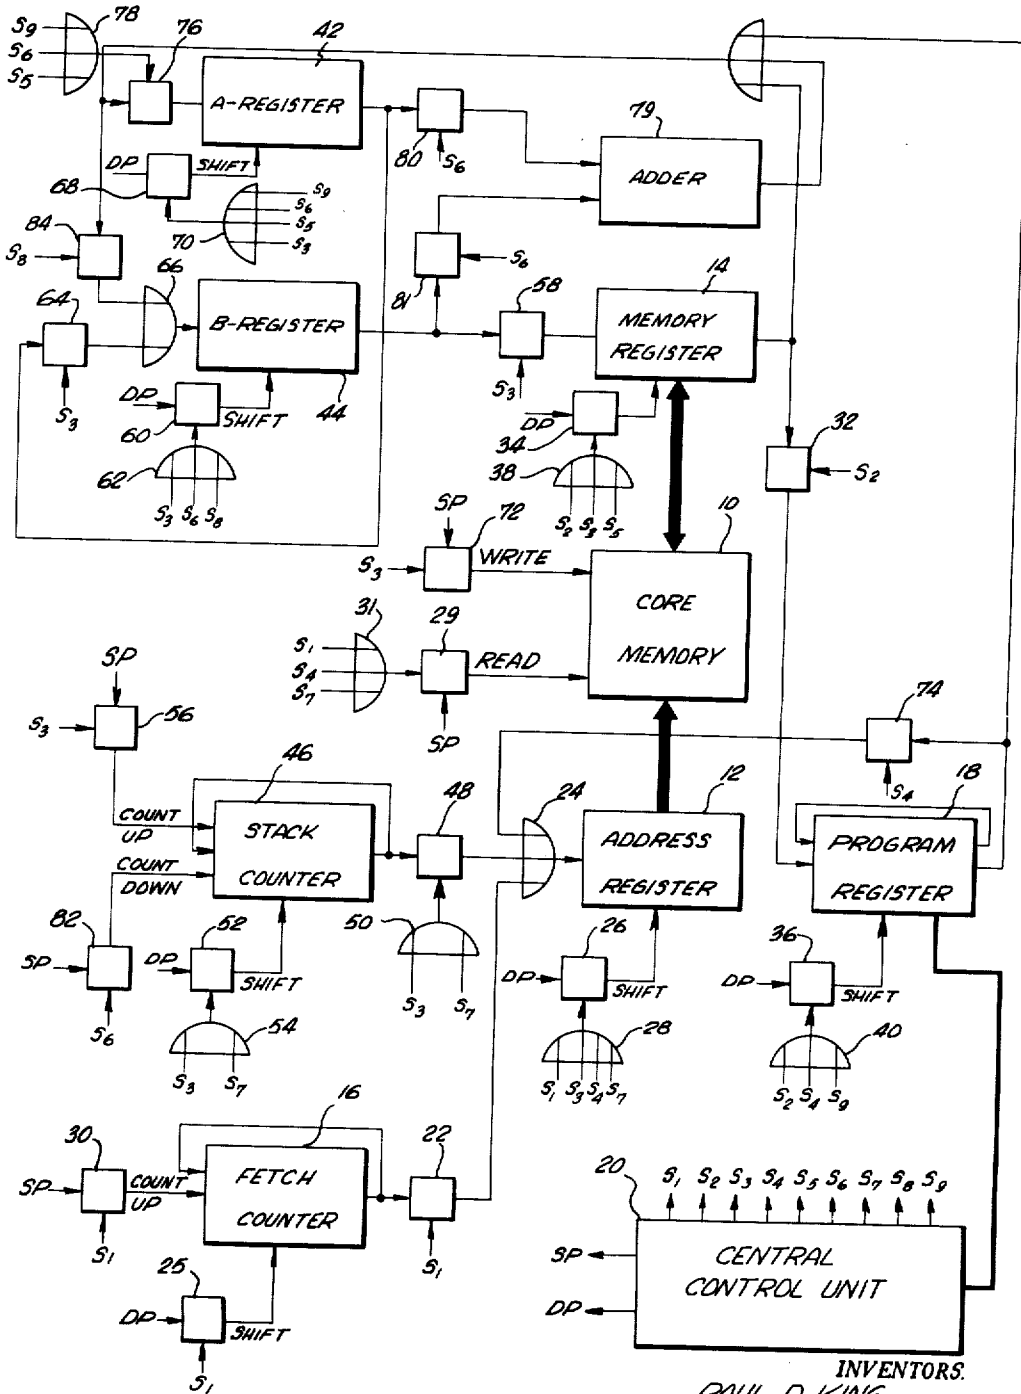 S9
78
S6
S5
76
42
A-REGISTER
80
S6
79
ADDER
DP
68
SHIFT
S9
S6
S5
S3
70
84
S8
66
64
S3
B-REGISTER
44
81
S6
58
S3
14
MEMORY
REGISTER
DP
60
SHIFT
62
S3 S6 S8
DP
34
38
S2 S3 S5
32
S2
SP
72
S3
WRITE
10
CORE
MEMORY
31
S1
S4
S7
29
READ
SP
SP
S3
56
74
S4
46
COUNT
UP
STACK
COUNTER
COUNT
DOWN
48
50
S3 S7
24
12
ADDRESS
REGISTER
18
PROGRAM
REGISTER
82
SP
S6
52
DP
SHIFT
54
S3 S7
26
DP
SHIFT
28
S1 S3 S4 S7
36
DP
SHIFT
40
S2 S4 S9
16
30
SP
COUNT
UP
S1
FETCH
COUNTER
22
S1
25
DP
SHIFT
S1
20
S1 S2 S3 S4 S5 S6 S7 S8 S9
SP
DP
CENTRAL
CONTROL UNIT
INVENTORS.
PAUL D. KING